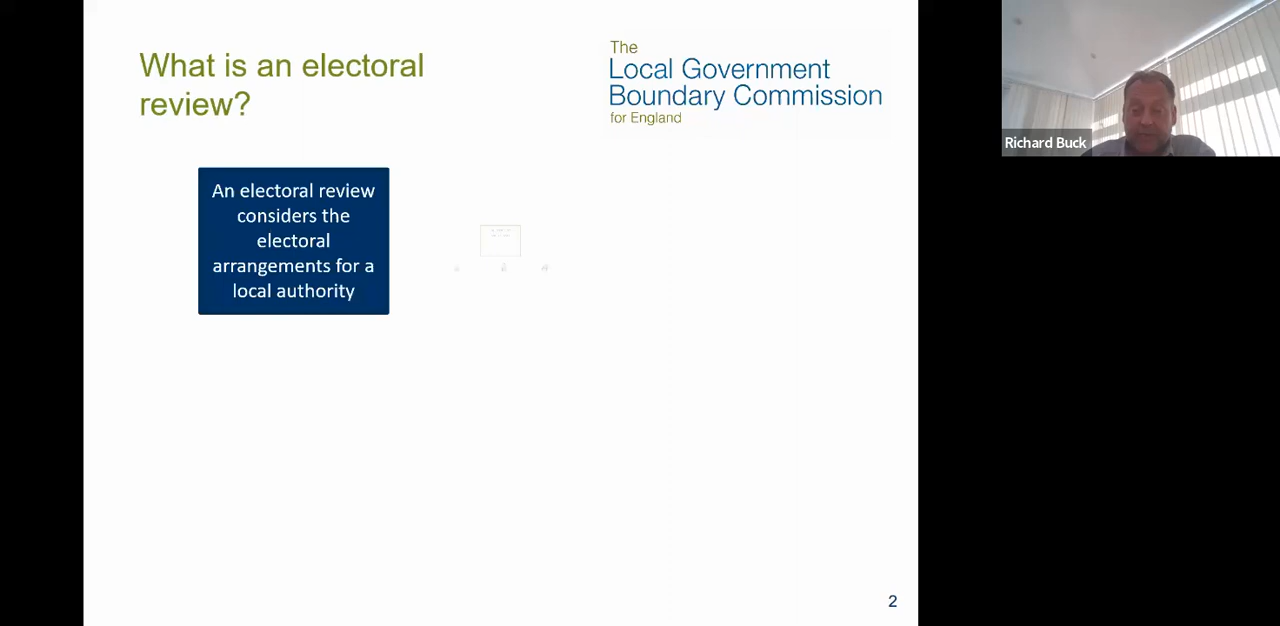 What is an electoral
review?
The
Local Government
Boundary Commission
for England
Richard Buck
An electoral review
considers the
electoral
arrangements for a
local authority
2